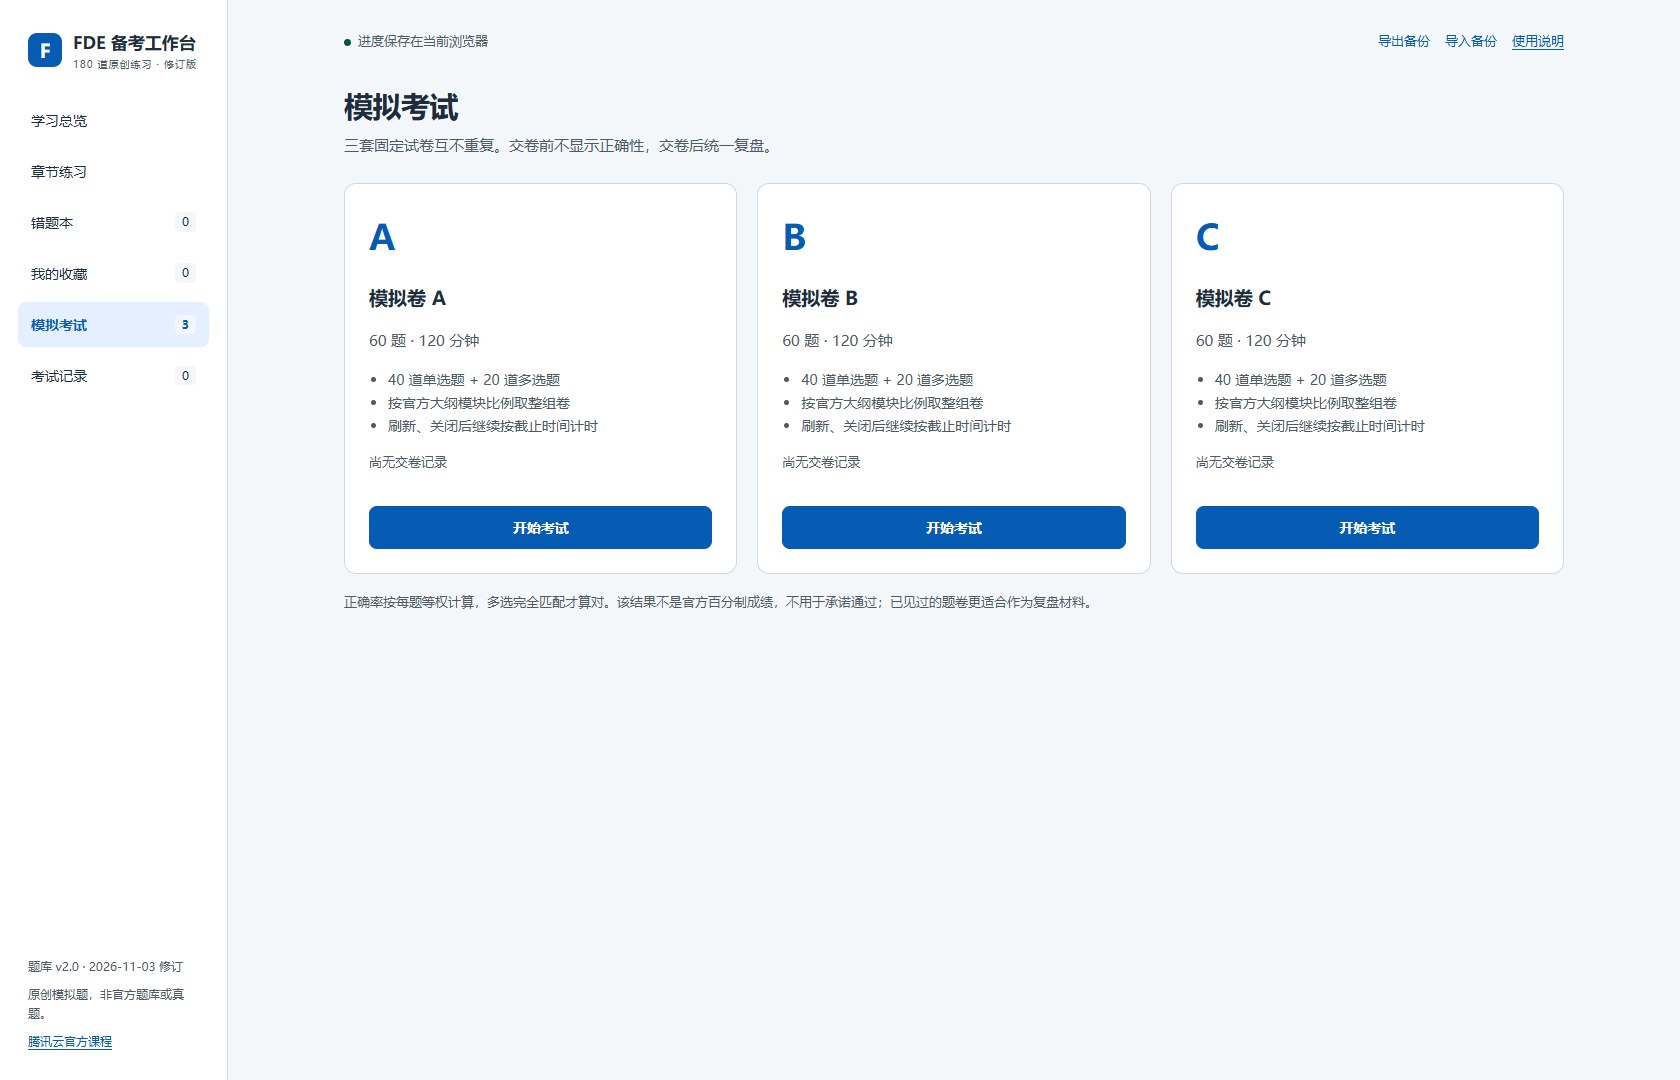 F
FDE 备考工作台
180 道原创练习 · 修订版
学习总览
章节练习
错题本 0
我的收藏 0
模拟考试 3
考试记录 0
题库 v2.0 · 2026-11-03 修订
原创模拟题，非官方题库或真
题。
腾讯云官方课程
进度保存在当前浏览器
导出备份 导入备份 使用说明
模拟考试
三套固定试卷互不重复。交卷前不显示正确性，交卷后统一复盘。
A
模拟卷 A
60 题 · 120 分钟
40 道单选题 + 20 道多选题
按官方大纲模块比例取整组卷
刷新、关闭后继续按截止时间计时
尚无交卷记录
开始考试
B
模拟卷 B
60 题 · 120 分钟
40 道单选题 + 20 道多选题
按官方大纲模块比例取整组卷
刷新、关闭后继续按截止时间计时
尚无交卷记录
开始考试
C
模拟卷 C
60 题 · 120 分钟
40 道单选题 + 20 道多选题
按官方大纲模块比例取整组卷
刷新、关闭后继续按截止时间计时
尚无交卷记录
开始考试
正确率按每题等权计算，多选完全匹配才算对。该结果不是官方百分制成绩，不用于承诺通过；已见过的题卷更适合作为复盘材料。